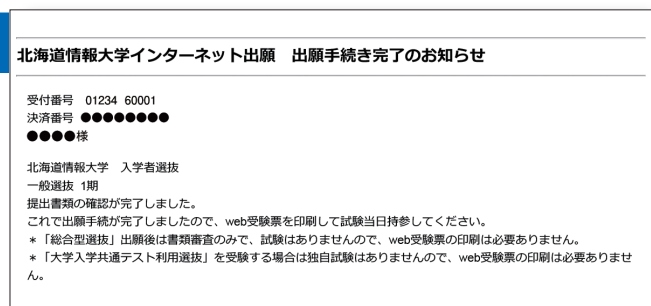 北海道情報大学インターネット出願　出願手続き完了のお知らせ
受付番号　01234 60001
決済番号 ●●●●●●●●
●●●●様
北海道情報大学　入学者選抜
一般選抜 1期
提出書類の確認が完了しました。
これで出願手続が完了しましたので、web受験票を印刷して試験当日持参してください。
＊「総合型選抜」出願後は書類審査のみで、試験はありませんので、web受験票の印刷は必要ありません。
＊「大学入学共通テスト利用選抜」を受験する場合は独自試験はありませんので、web受験票の印刷は必要ありませ
ん。